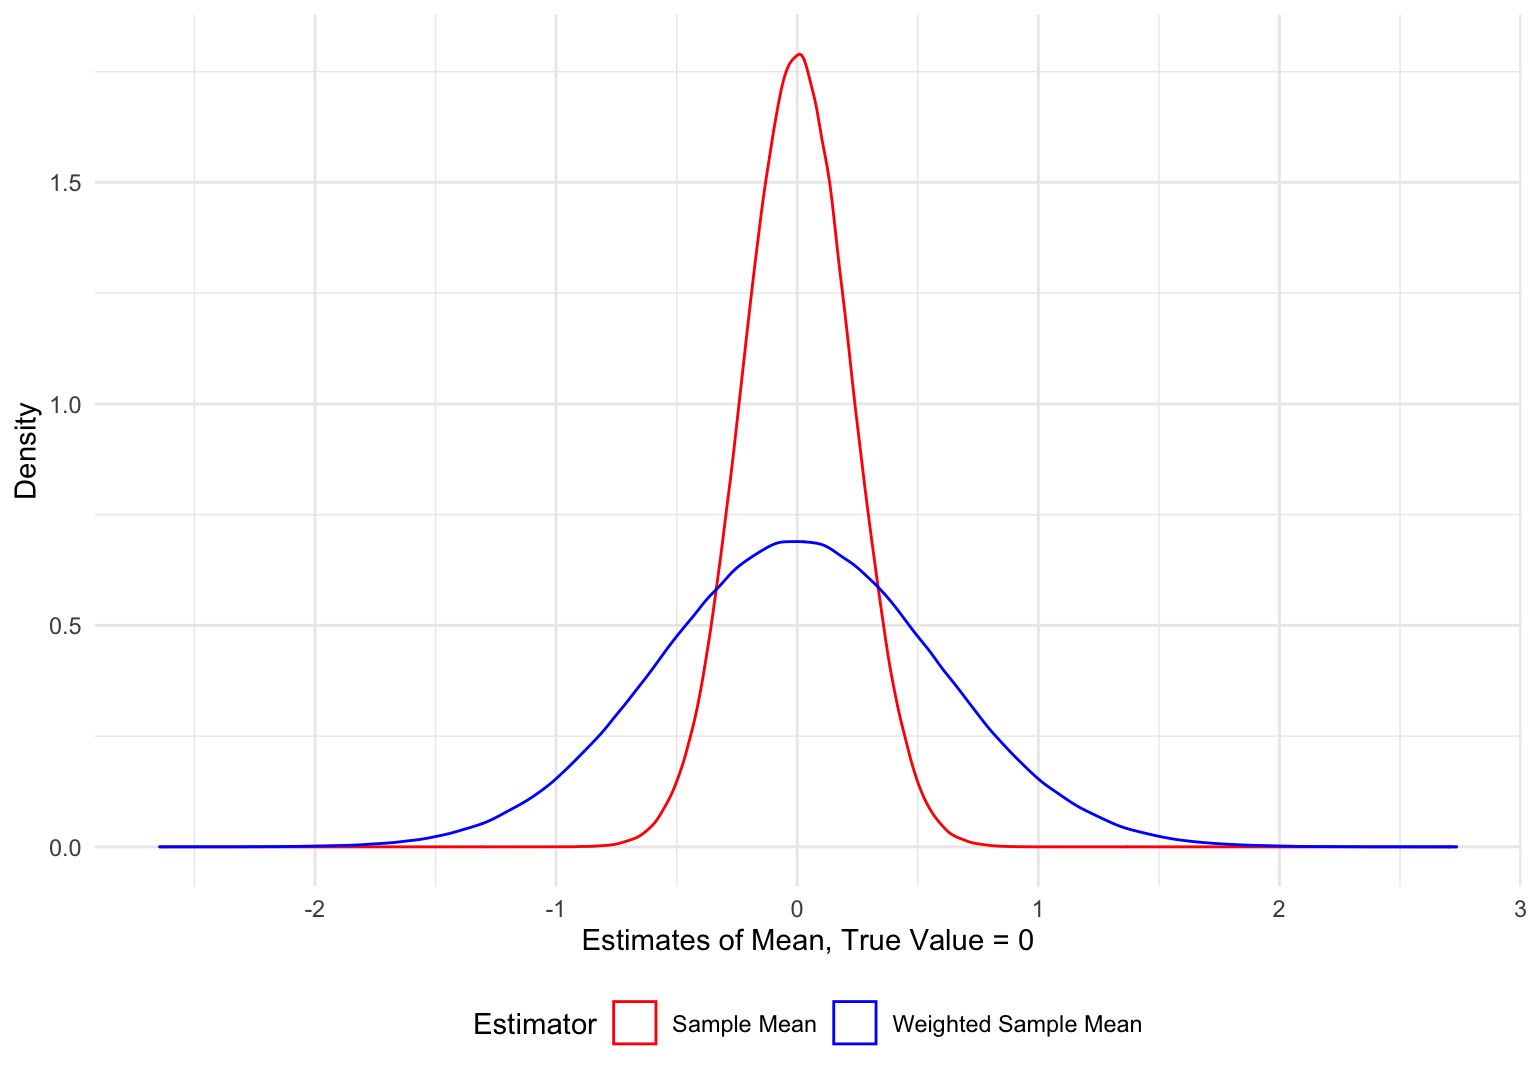 Density
1.5
1.0
0.5
0.0
-2 -1 0 1 2 3
Estimates of Mean, True Value = 0
Estimator Sample Mean Weighted Sample Mean